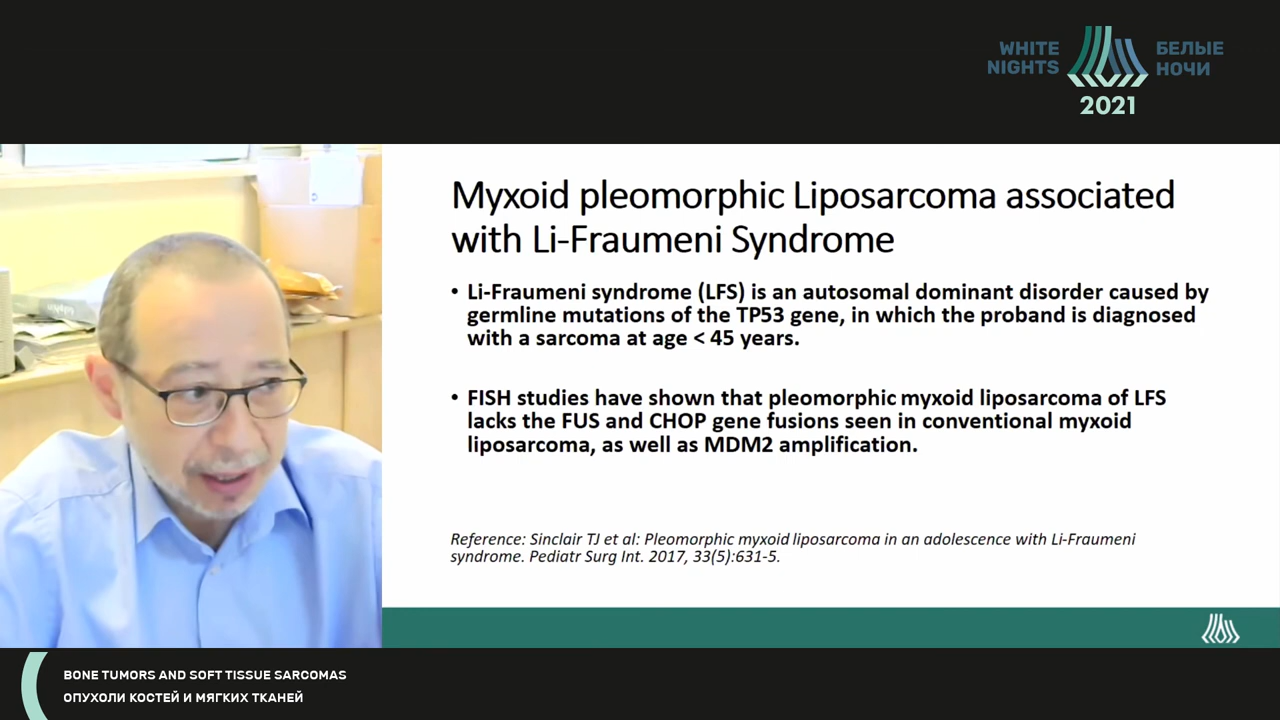 WHITE
NIGHTS
БЕЛЫЕ
НОЧИ
2021
Myxoid pleomorphic Liposarcoma associated
with Li-Fraumeni Syndrome
• Li-Fraumeni syndrome (LFS) is an autosomal dominant disorder caused by
germline mutations of the TP53 gene, in which the proband is diagnosed
with a sarcoma at age < 45 years.
• FISH studies have shown that pleomorphic myxoid liposarcoma of LFS
lacks the FUS and CHOP gene fusions seen in conventional myxoid
liposarcoma, as well as MDM2 amplification.
Reference: Sinclair TJ et al: Pleomorphic myxoid liposarcoma in an adolescence with Li-Fraumeni
syndrome. Pediatr Surg Int. 2017, 33(5):631-5.
BONE TUMORS AND SOFT TISSUE SARCOMAS
ОПУХОЛИ КОСТЕЙ И МЯГКИХ ТКАНЕЙ